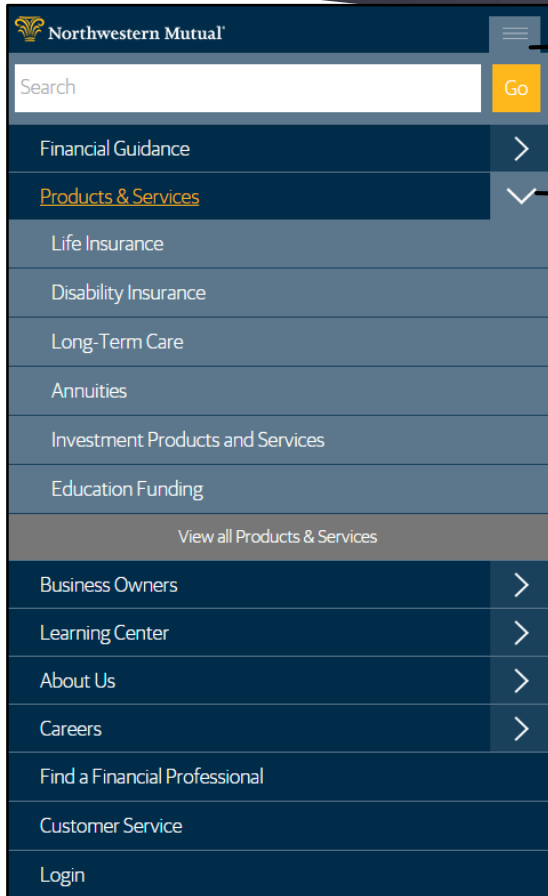 Northwestern Mutual®
Search
Go
Financial Guidance
Products & Services
Life Insurance
Disability Insurance
Long-Term Care
Annuities
Investment Products and Services
Education Funding
View all Products & Services
Business Owners
Learning Center
About Us
Careers
Find a Financial Professional
Customer Service
Login